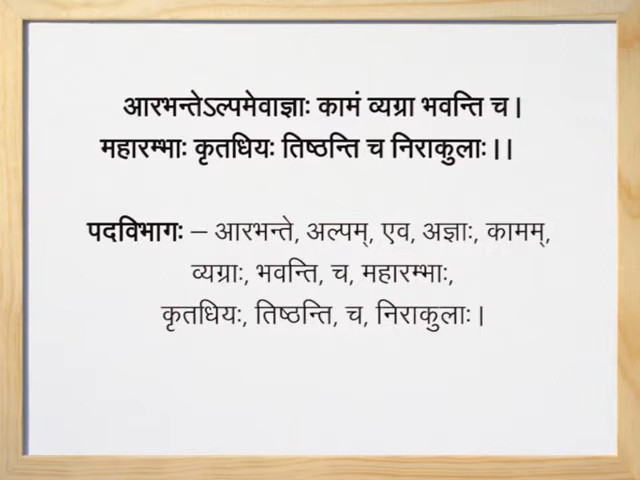 आरभन्तेऽल्पमेवाज्ञाः कामं व्यग्रा भवन्ति च ।
महारम्भाः कृतधियः तिष्ठन्ति च निराकुलाः ।।
पदविभागः – आरभन्ते, अल्पम्, एव, अज्ञाः, कामम्,
व्यग्राः, भवन्ति, च, महारम्भाः,
कृतधियः, तिष्ठन्ति, च, निराकुलाः ।